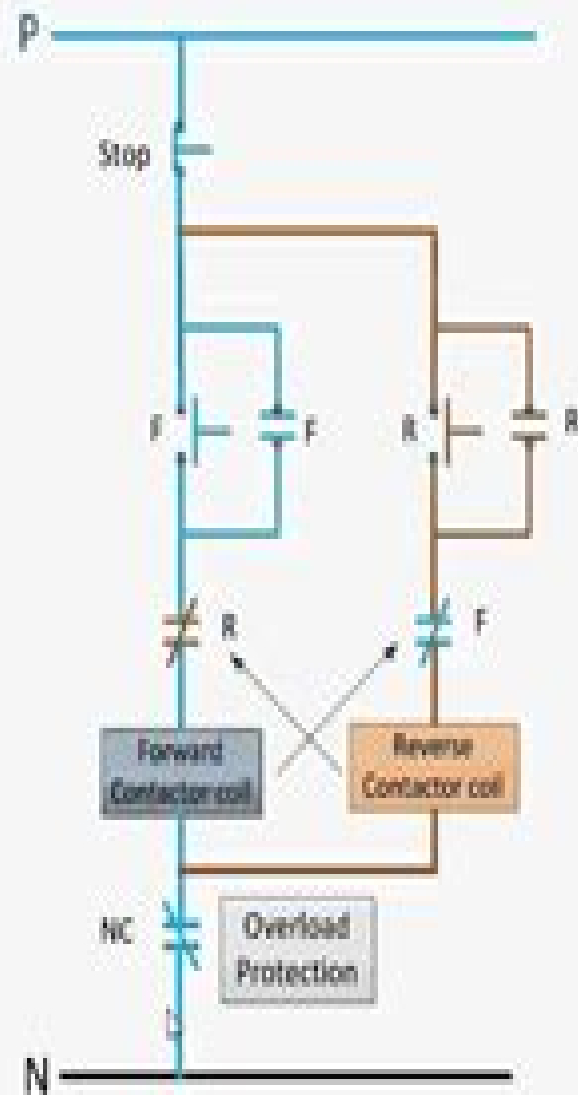 P
Stop
F
F
R
R
R
F
Forward
Contactor coil
Reverse
Contactor coil
NC
Overload
Protection
N